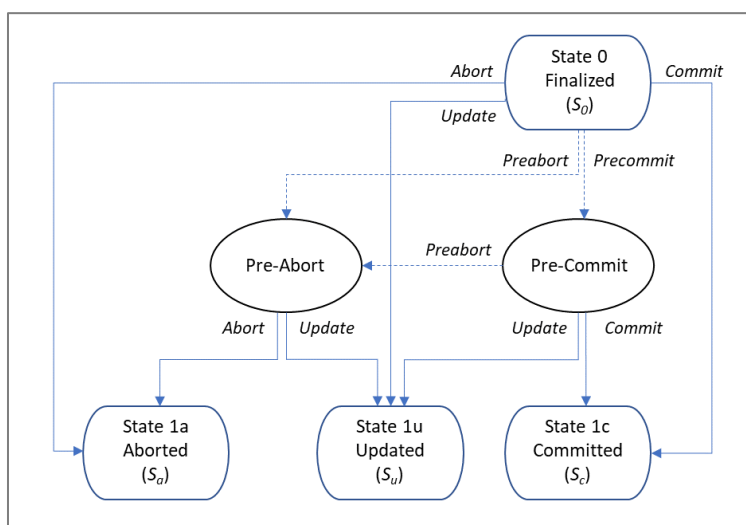 State 0
Finalized
(S0)
Abort
Commit
Update
Preabort
Precommit
Pre-Abort
Preabort
Pre-Commit
Abort
Update
Update
Commit
State 1a
Aborted
(Sa)
State 1u
Updated
(Su)
State 1c
Committed
(Sc)